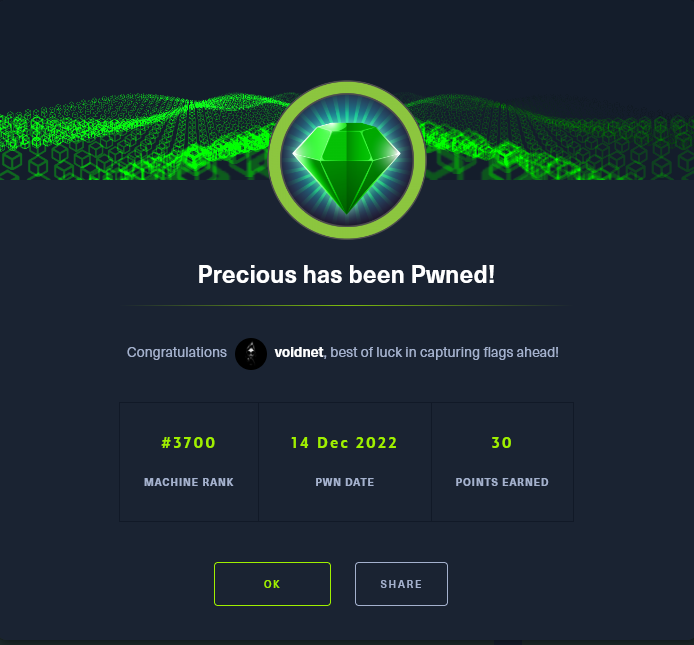 Precious has been Pwned!
Congratulations voidnet, best of luck in capturing flags ahead!
#3700 14 Dec 2022 30
MACHINE RANK PWN DATE POINTS EARNED
OK SHARE